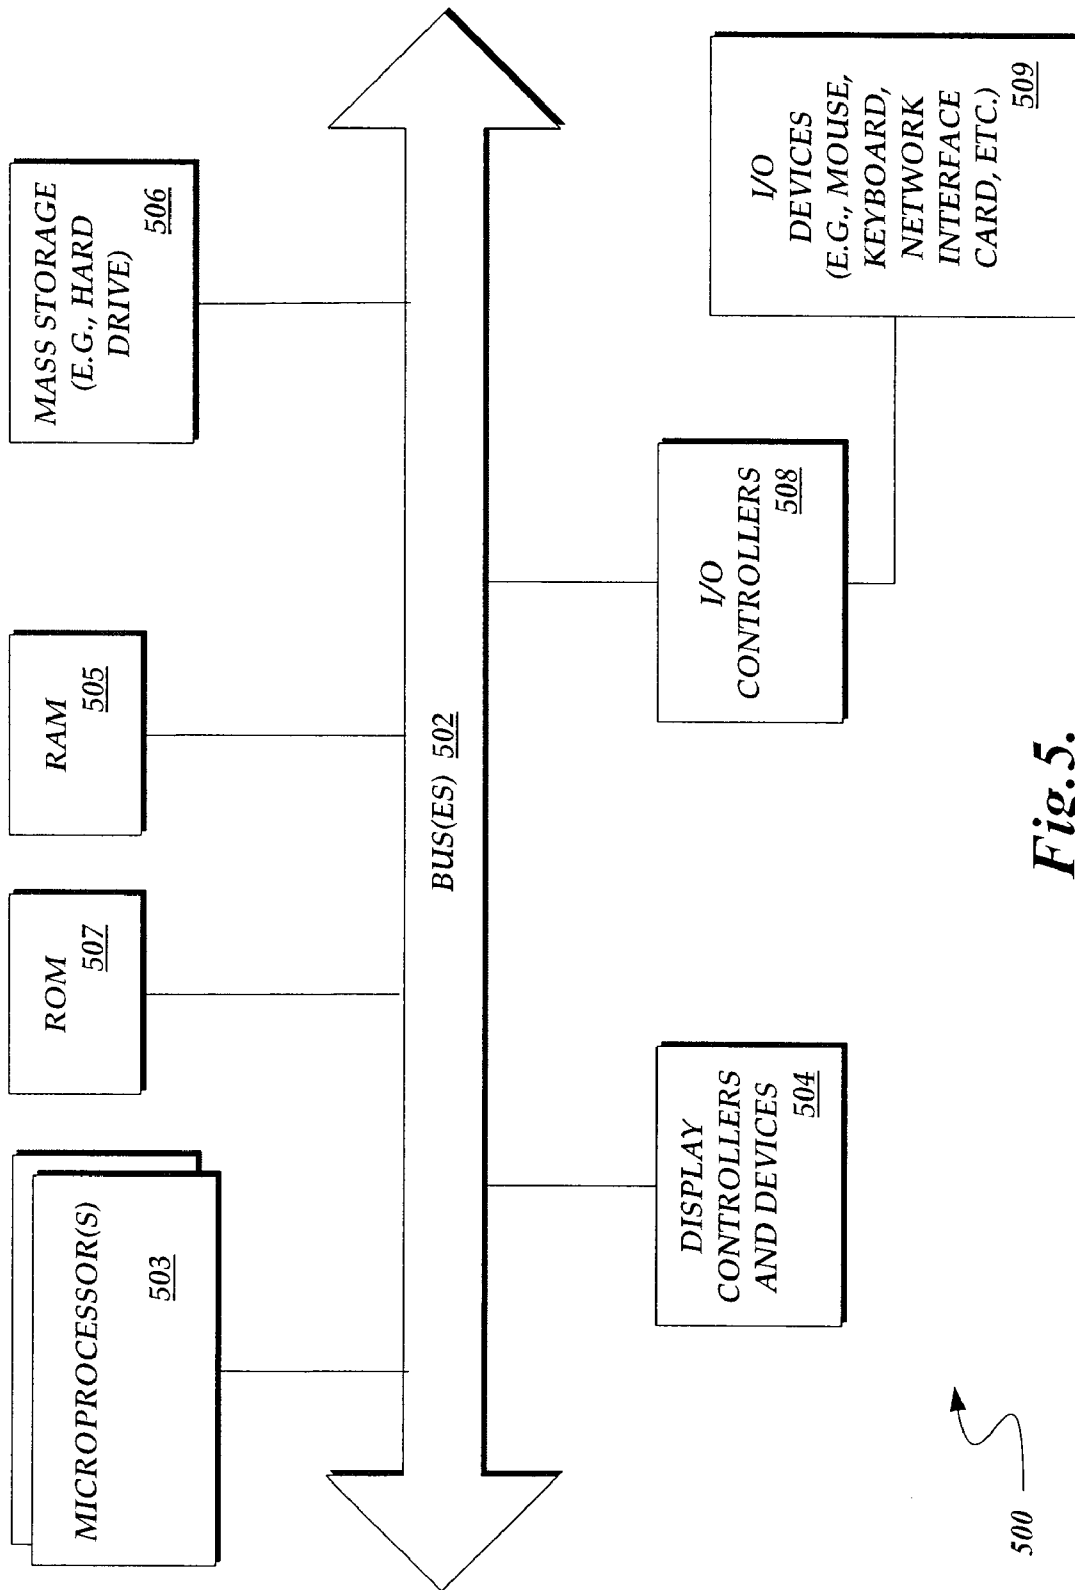 MICROPROCESSOR(S)
503
ROM
507
RAM
505
MASS STORAGE
(E.G., HARD
DRIVE)
506
BUS(ES) 502
DISPLAY
CONTROLLERS
AND DEVICES
504
I/O
CONTROLLERS
508
I/O
DEVICES
(E.G., MOUSE,
KEYBOARD,
NETWORK
INTERFACE
CARD, ETC.)
509
500
Fig.5.